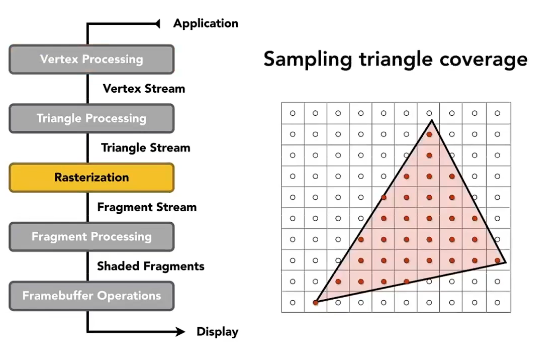 Application
Vertex Processing
Vertex Stream
Triangle Processing
Triangle Stream
Rasterization
Fragment Stream
Fragment Processing
Shaded Fragments
Framebuffer Operations
Display
Sampling triangle coverage